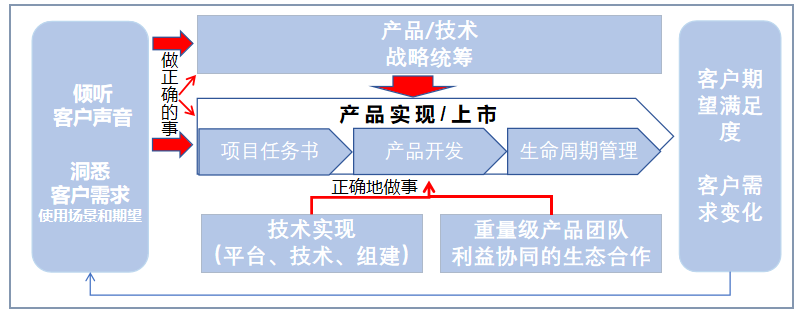 倾听
客户声音
洞悉
客户需求
使用场景和期望
做正确的事
产品/技术
战略统筹
产品实现/上市
项目任务书
产品开发
生命周期管理
正确地做事
技术实现
(平台、技术、组建)
重量级产品团队
利益协同的生态合作
客户期
望满足
度
客户需
求变化